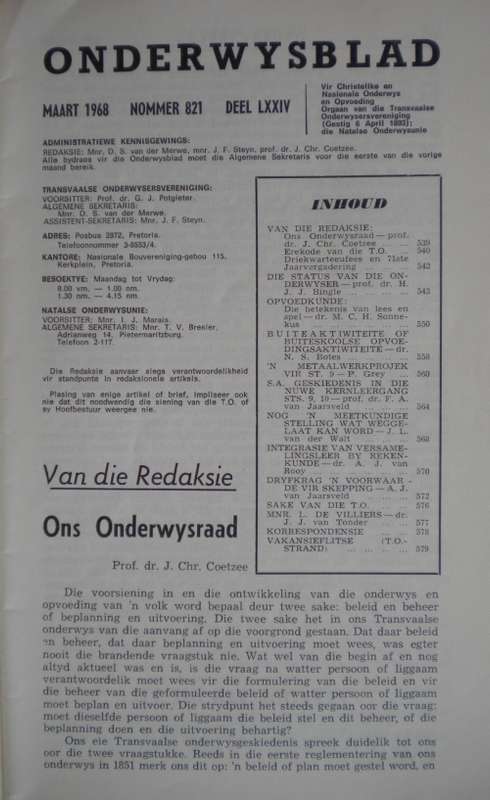 ONDERWYSBLAD
MAART 1968 NOMMER 821 DEEL LXXIV
Vir Christelike en
Nasionale Onderwys
en Opvoeding
Orgaan van die Transvaalse
Onderwysersvereniging
(Gestig 6 April 1893);
die Natalse Onderwysunie
ADMINISTRATIEWE KENNISGEWINGS:
REDAKSIE: Mnr. D. S. van der Merwe, mnr. J. F. Steyn, prof. dr. J. Chr. Coetzee.
Alle bydraes vir die Onderwysblad moet die Algemene Sekretaris voor die eerste van die vorige
maand bereik.
TRANSVAALSE ONDERWYSERSVERENIGING:
VOORSITTER: Prof. dr. G. J. Potgieter.
ALGEMENE SEKRETARIS:
Mnr. D. S. van der Merwe.
ASSISTENT-SEKRETARIS: Mnr. J. F. Steyn.
ADRES: Posbus 2972, Pretoria.
Telefoonnommer 3-8553/4.
KANTORE: Nasionale Bouvereniging-gebou 115,
Kerkplein, Pretoria.
BESOEKTYE: Maandag tot Vrydag:
8.00 vm. — 1.00 nm.
1.30 nm. — 4.15 nm.
NATALSE ONDERWYSUNIE:
VOORSITTER: Mnr. I. J. Marais.
ALGEMENE SEKRETARIS: Mnr. T. V. Bresler,
Adrianweg 14, Pietermaritzburg.
Telefoon 2-117.
Die Redaksie aanvaar slegs verantwoordelikheid
vir standpunte in redaksionele artikels.
Plasing van enige artikel of brief, impliseer ook
nie dat dit noodwendig die siening van die T.O. of
sy Hoofbestuur weergee nie.
INHOUD
VAN DIE REDAKSIE:
Ons Onderwysraad — prof.
dr. J. Chr. Coetzee ... ... 539
Erekode van die T.O. ... 540
Driekwarteeufees en 71ste
Jaarvergadering ... ... 542
DIE STATUS VAN DIE ON-
DERWYSER — prof. dr. H.
J. J. Bingle ... ... ... ... 543
OPVOEDKUNDE:
Die betekenis van lees en
spel — dr. M. C. H. Sonne-
kus ... ... ... ... ... 550
BUITEAKTIWITEITE OF
BUITESKOOLSE OPVOE-
DINGSAKTIWITEITE — dr.
N. S. Botes ... ... ... 558
'N METAALWERKPROJEK
VIR ST. 9 — P. Grey ... 560
S.A. GESKIEDENIS IN DIE
NUWE KERNLEERGANG
STS. 9, 10 — prof. dr. F. A.
van Jaarsveld ... ... ... 564
NOG 'N MEETKUNDIGE
STELLING WAT WEGGE-
LAAT KAN WORD — J. L.
van der Walt ... ... ... 568
INTEGRASIE VAN VERSAME-
LINGSLEER BY REKEN-
KUNDE — dr. A. J. van
Rooy ... ... ... ... ... 570
DRYFKRAG 'N VOORWAAR-
DE VIR SKEPPING — A. J.
van Jaarsveld ... ... ... 572
SAKE VAN DIE T.O. ... ... 576
MNR. L. DE VILLIERS — dr.
J. J. van Tonder ... ... 577
KORRESPONDENSIE ... ... 578
VAKANSIEFLITSE (T.O.-
STRAND) ... ... ... ... 579
Van die Redaksie
Ons Onderwysraad
Prof. dr. J. Chr. Coetzee
Die voorsiening in en die ontwikkeling van die onderwys en
opvoeding van 'n volk word bepaal deur twee sake: beleid en beheer
of beplanning en uitvoering. Die twee sake het in ons Transvaalse
onderwys van die aanvang af op die voorgrond gestaan. Dat daar beleid
en beheer, dat daar beplanning en uitvoering moet wees, was egter
nooit die brandende vraagstuk nie. Wat wel van die begin af en nog
altyd aktueel was en is, is die vraag na watter persoon of liggaam
verantwoordelik moet wees vir die formulering van die beleid en vir
die beheer van die geformuleerde beleid of watter persoon of liggaam
moet beplan en uitvoer. Die strydpunt het steeds gegaan oor die vraag:
moet dieselfde persoon of liggaam die beleid stel en dit beheer, of die
beplanning doen en die uitvoering behartig?
Ons eie Transvaalse onderwysgeskiedenis spreek duidelik tot ons
oor die twee vraagstukke. Reeds in die eerste reglementering van ons
onderwys in 1851 merk ons dit op: 'n beleid of plan moet gestel word, en